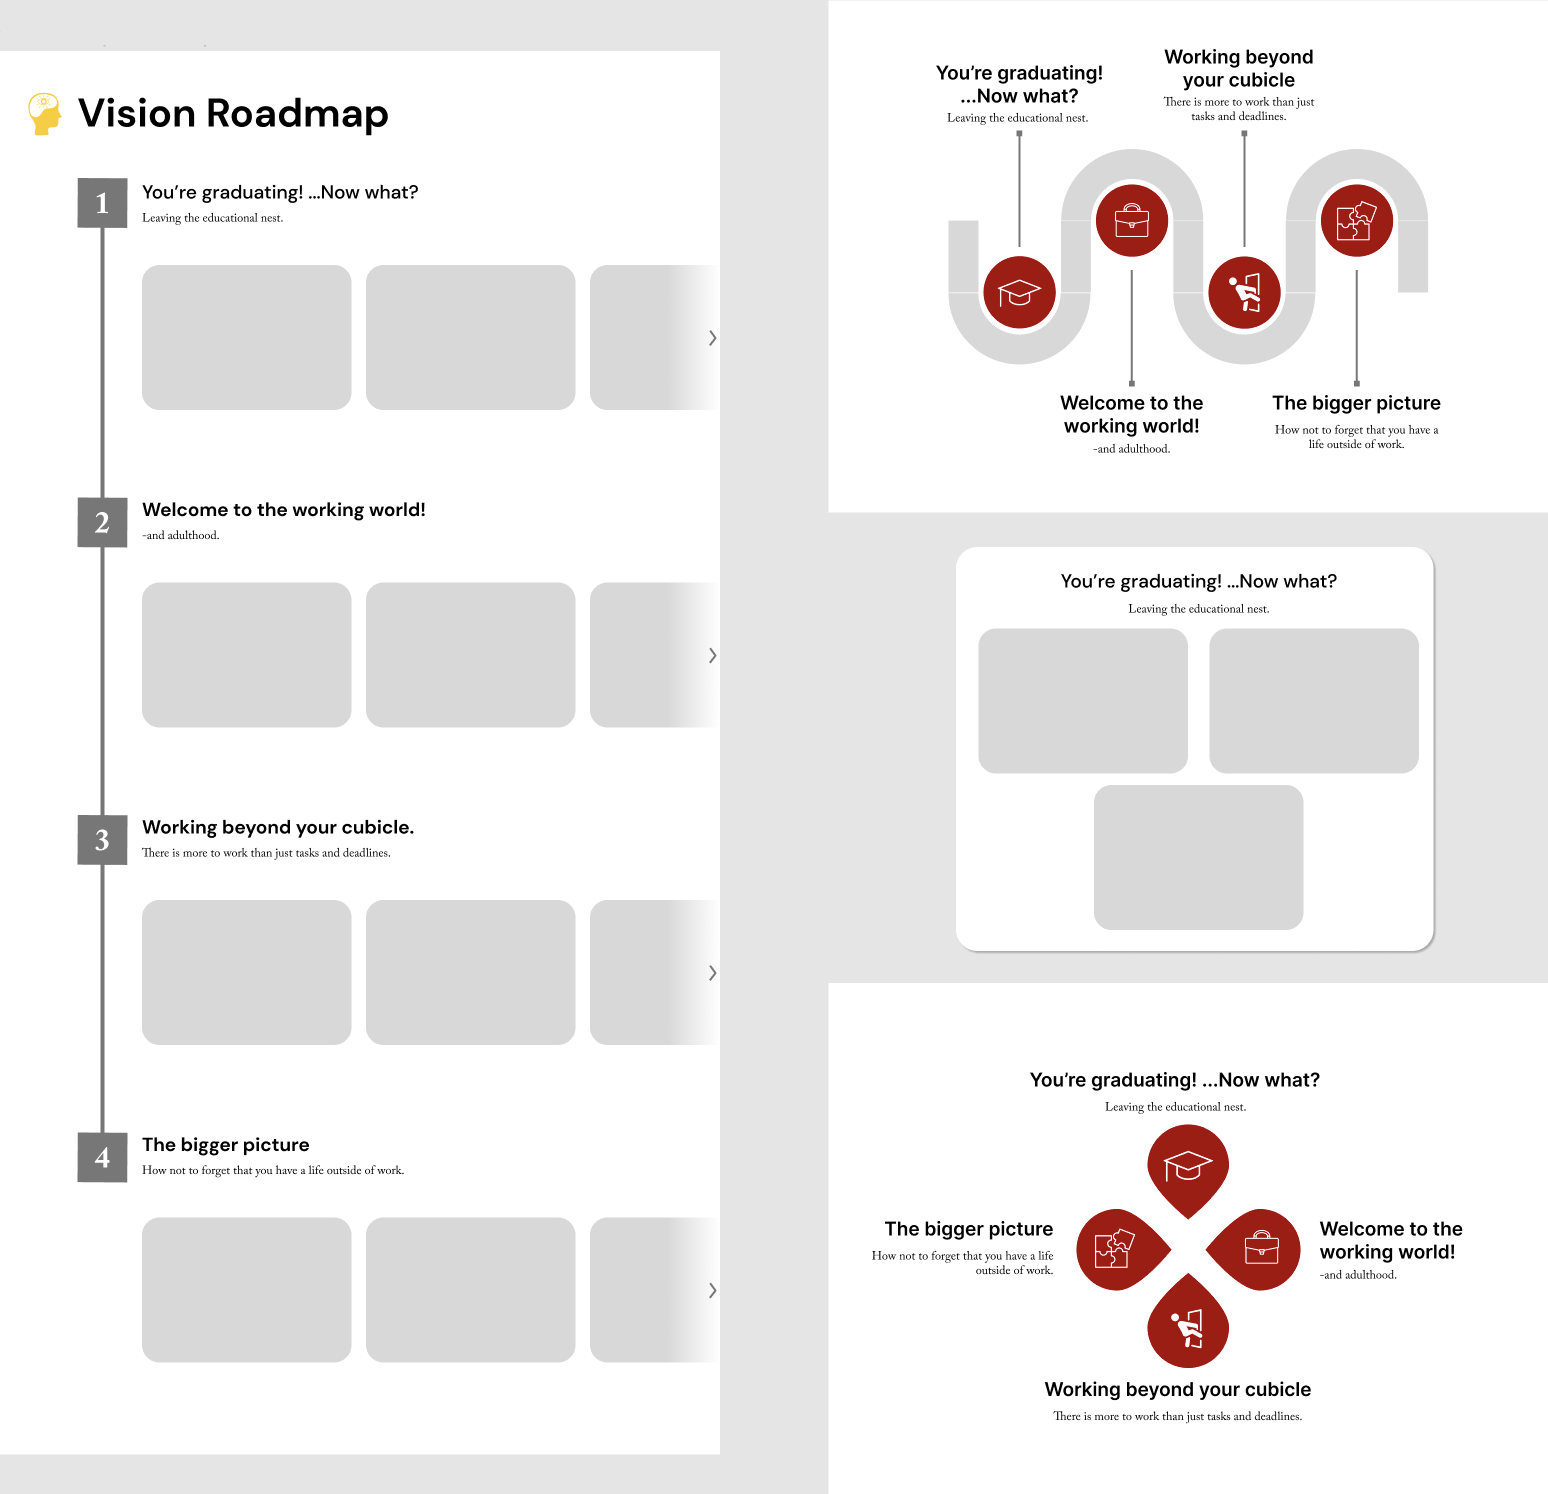 Vision Roadmap
1
You're graduating! ...Now what?
Leaving the educational nest.
2
Welcome to the working world!
-and adulthood.
3
Working beyond your cubicle.
There is more to work than just tasks and deadlines.
4
The bigger picture
How not to forget that you have a life outside of work.
You're graduating!
...Now what?
Leaving the educational nest.
Working beyond
your cubicle
There is more to work than just
tasks and deadlines.
Welcome to the
working world!
-and adulthood.
The bigger picture
How not to forget that you have a
life outside of work.
You're graduating! ...Now what?
Leaving the educational nest.
You're graduating! ...Now what?
Leaving the educational nest.
The bigger picture
How not to forget that you have a life
outside of work.
Welcome to the
working world!
-and adulthood.
Working beyond your cubicle
There is more to work than just tasks and deadlines.